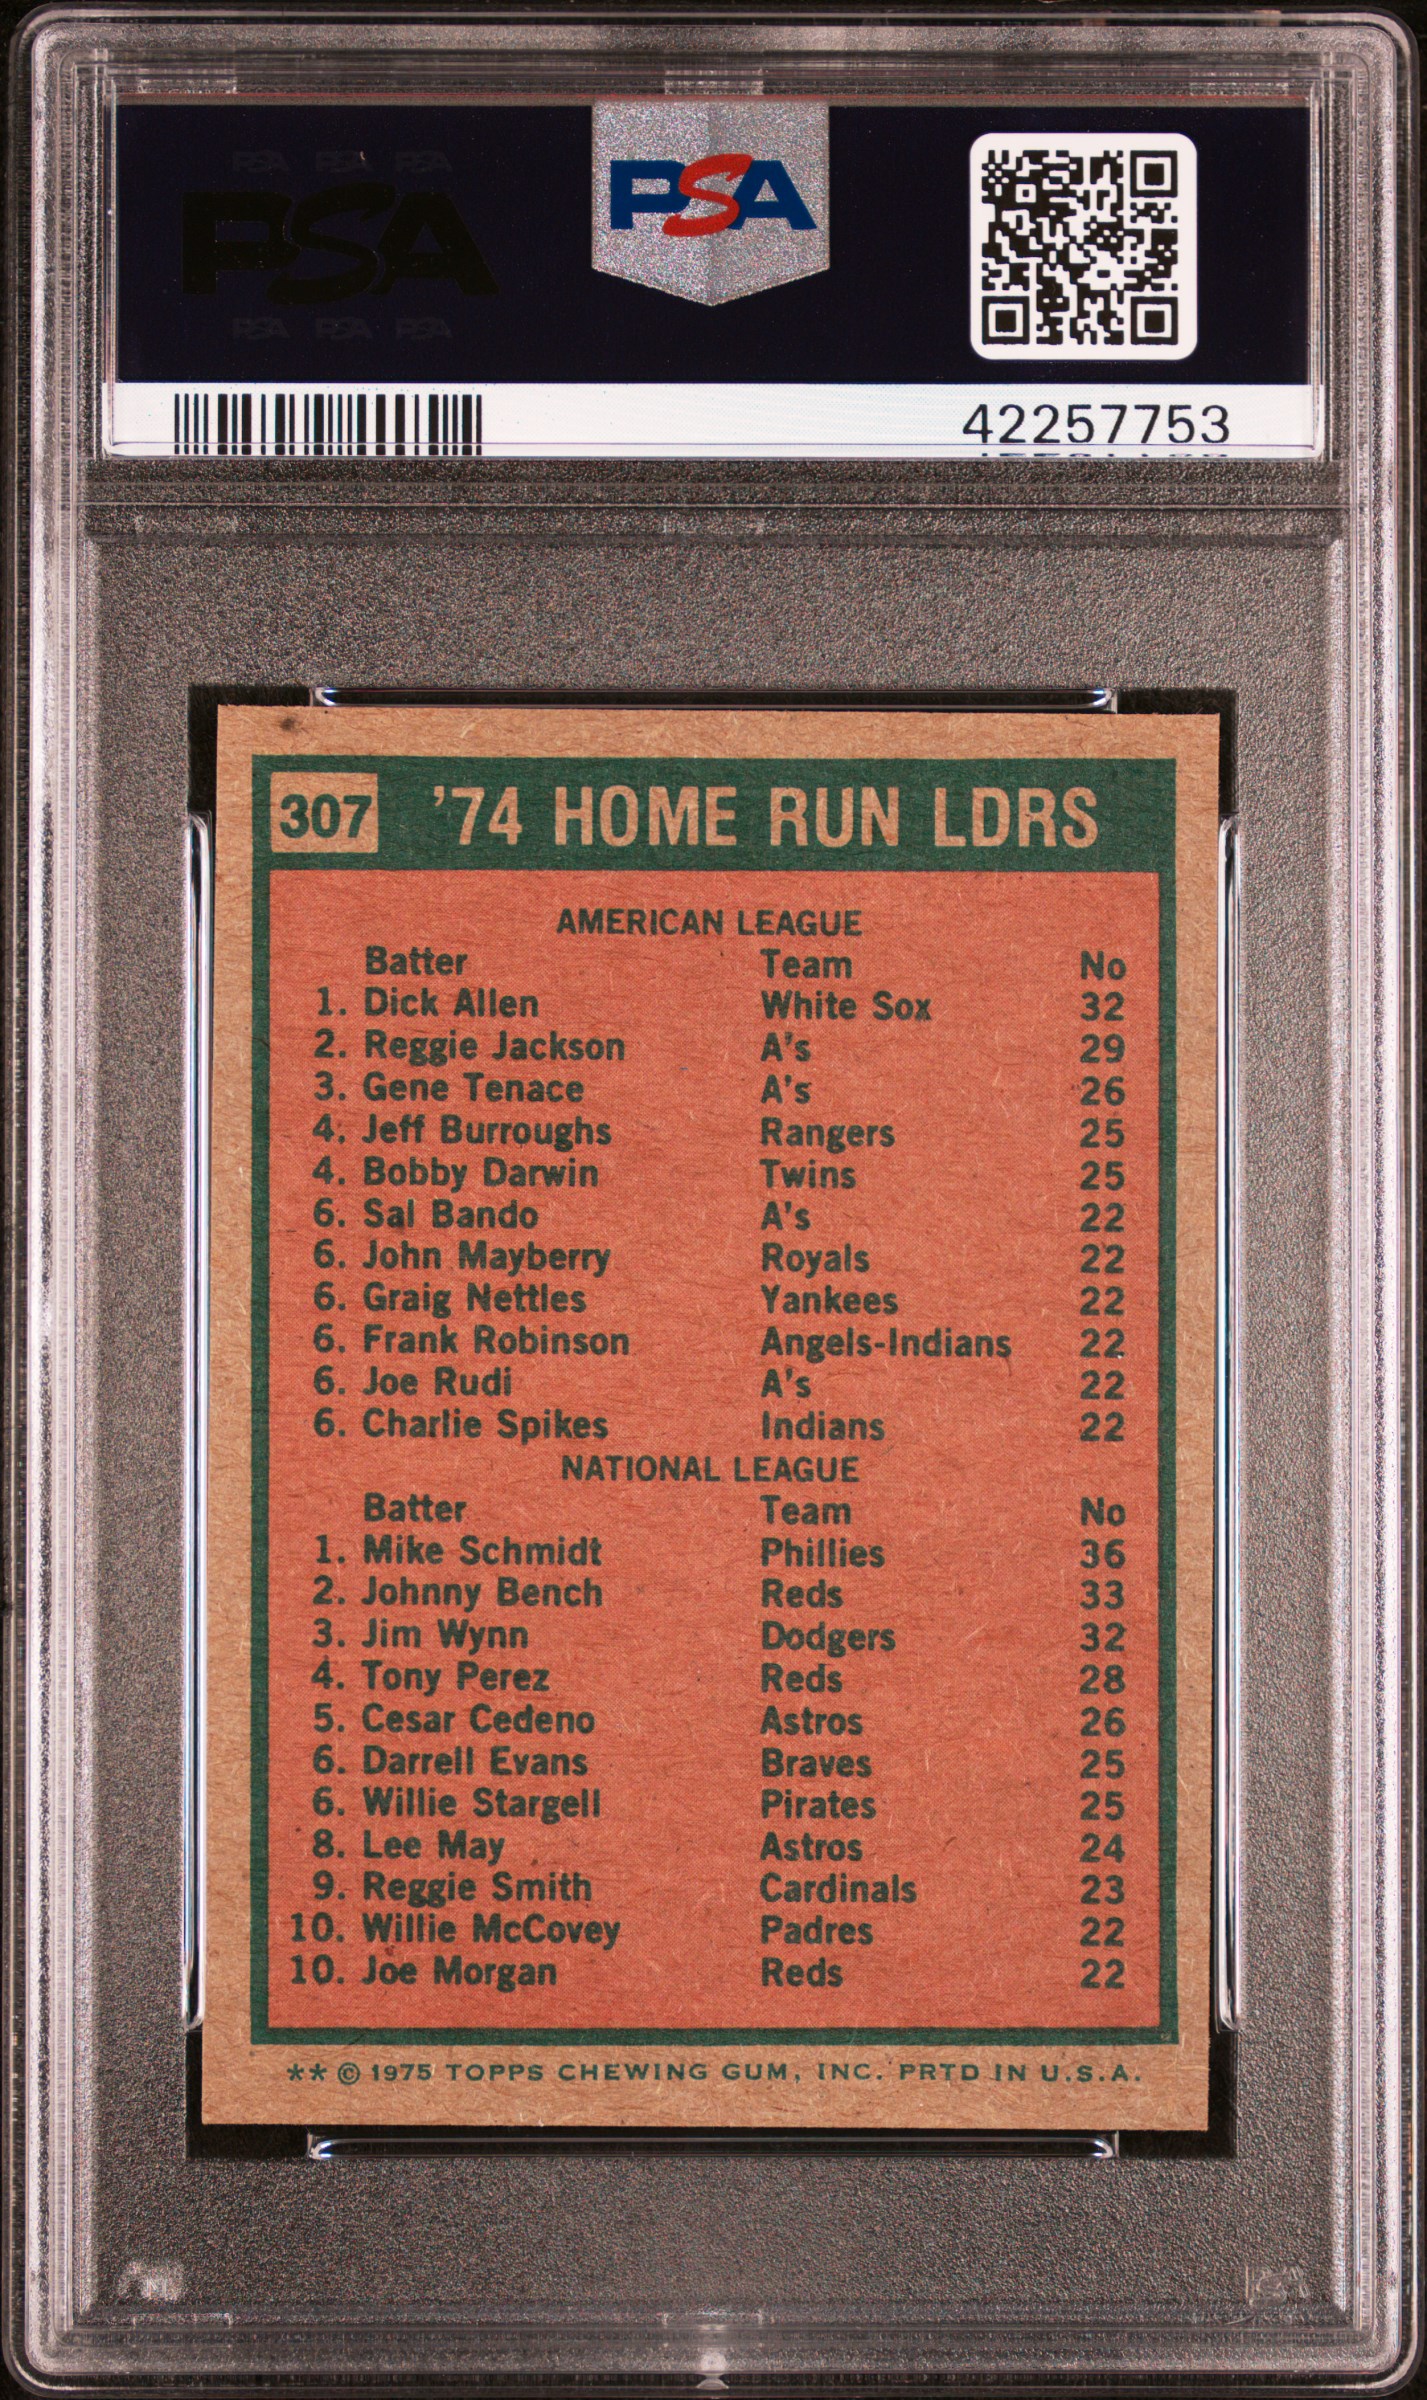 PSA PSA PSA
PSA
PSA PSA PSA
PSA
42257753
307 '74 HOME RUN LDRS
AMERICAN LEAGUE
Batter Team No
1. Dick Allen White Sox 32
2. Reggie Jackson A's 29
3. Gene Tenace A's 26
4. Jeff Burroughs Rangers 25
4. Bobby Darwin Twins 25
6. Sal Bando A's 22
6. John Mayberry Royals 22
6. Graig Nettles Yankees 22
6. Frank Robinson Angels-Indians 22
6. Joe Rudi A's 22
6. Charlie Spikes Indians 22
NATIONAL LEAGUE
Batter Team No
1. Mike Schmidt Phillies 36
2. Johnny Bench Reds 33
3. Jim Wynn Dodgers 32
4. Tony Perez Reds 28
5. Cesar Cedeno Astros 26
6. Darrell Evans Braves 25
6. Willie Stargell Pirates 25
8. Lee May Astros 24
9. Reggie Smith Cardinals 23
10. Willie McCovey Padres 22
10. Joe Morgan Reds 22
** © 1975 TOPPS CHEWING GUM, INC. PRTD IN U.S.A.